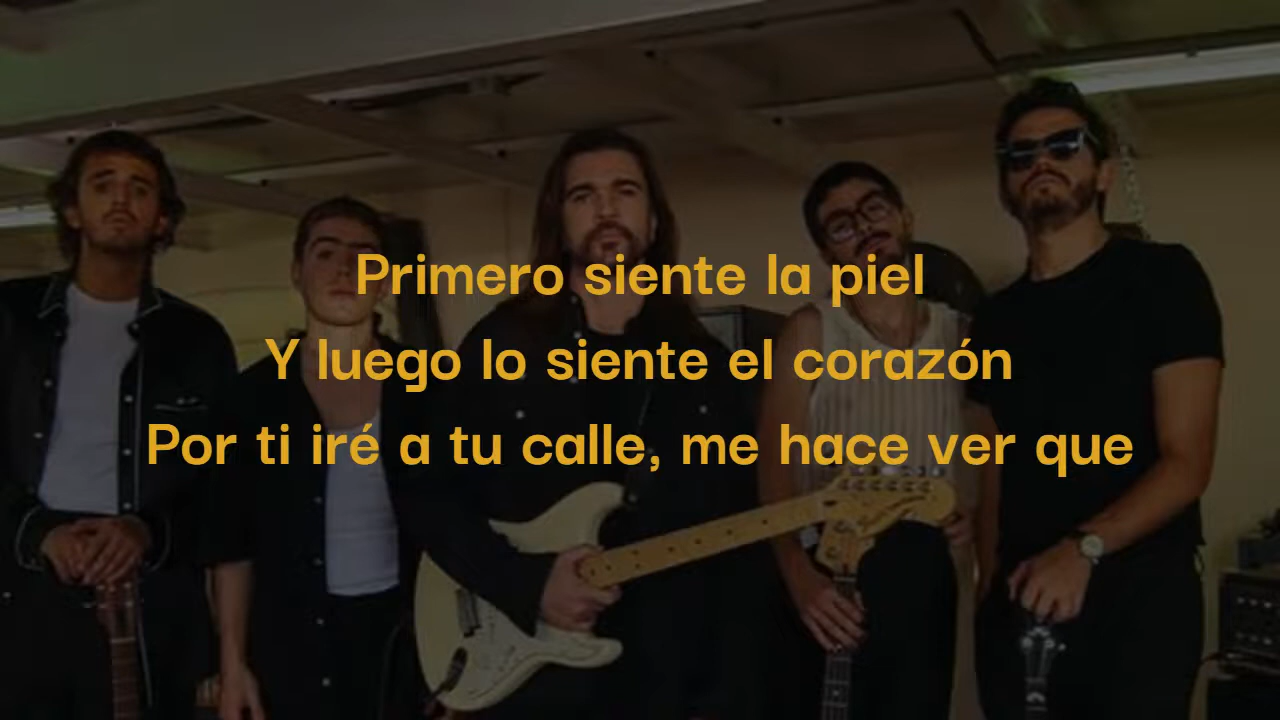 Primero siente la piel
Y luego lo siente el corazón
Por ti iré a tu calle, me hace ver que